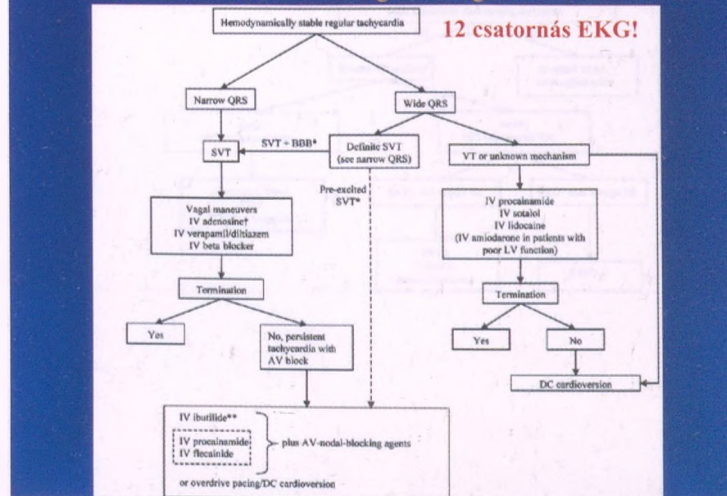 Hemodynamically stable regular tachycardia
12 csatornás EKG!
Narrow QRS
Wide QRS
SVT
SVT + BBB*
Definite SVT
(see narrow QRS)
VT or unknown mechanism
Pre-excited
SVT*
Vagal maneuvers
IV adenosine†
IV verapamil/diltiazem
IV beta blocker
IV procainamide
IV sotalol
IV lidocaine
(IV amiodarone in patients with
poor LV function)
Termination
Termination
Yes
No, persistent
tachycardia with
AV block
Yes
No
DC cardioversion
IV ibutilide**
IV procainamide
IV flecainide
plus AV-nodal-blocking agents
or overdrive pacing/DC cardioversion